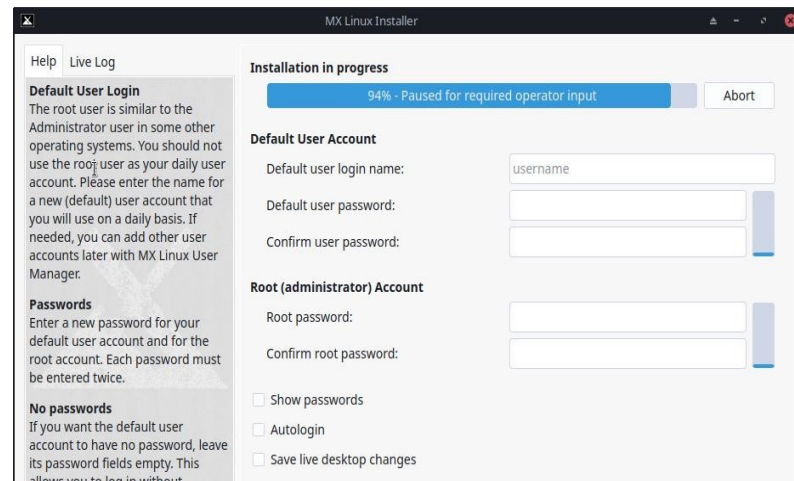 MX Linux Installer
Help
Live Log
Default User Login
The root user is similar to the
Administrator user in some other
operating systems. You should not
use the root user as your daily user
account. Please enter the name for
a new (default) user account that
you will use on a daily basis. If
needed, you can add other user
accounts later with MX Linux User
Manager.
Passwords
Enter a new password for your
default user account and for the
root account. Each password must
be entered twice.
No passwords
If you want the default user
account to have no password, leave
its password fields empty. This
allows you to log in without
Installation in progress
94% - Paused for required operator input
Abort
Default User Account
Default user login name:
username
Default user password:
Confirm user password:
Root (administrator) Account
Root password:
Confirm root password:
Show passwords
Autologin
Save live desktop changes